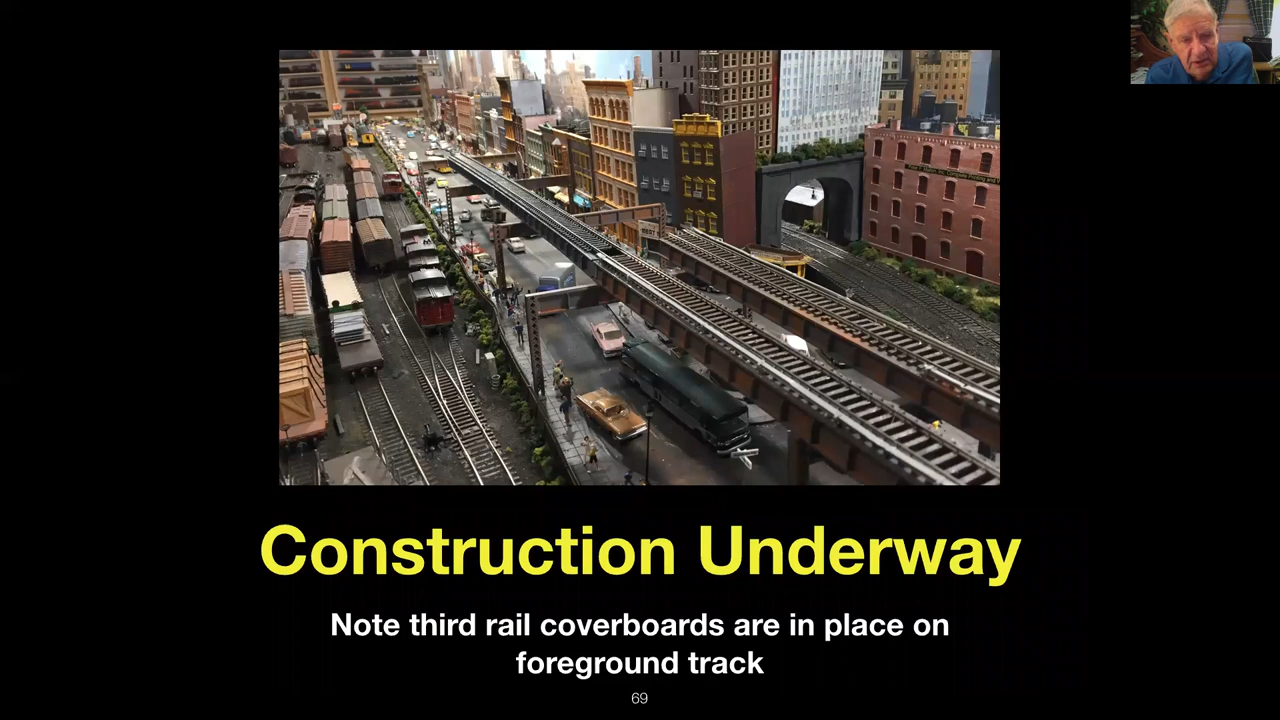 Construction Underway
Note third rail coverboards are in place on
foreground track
69